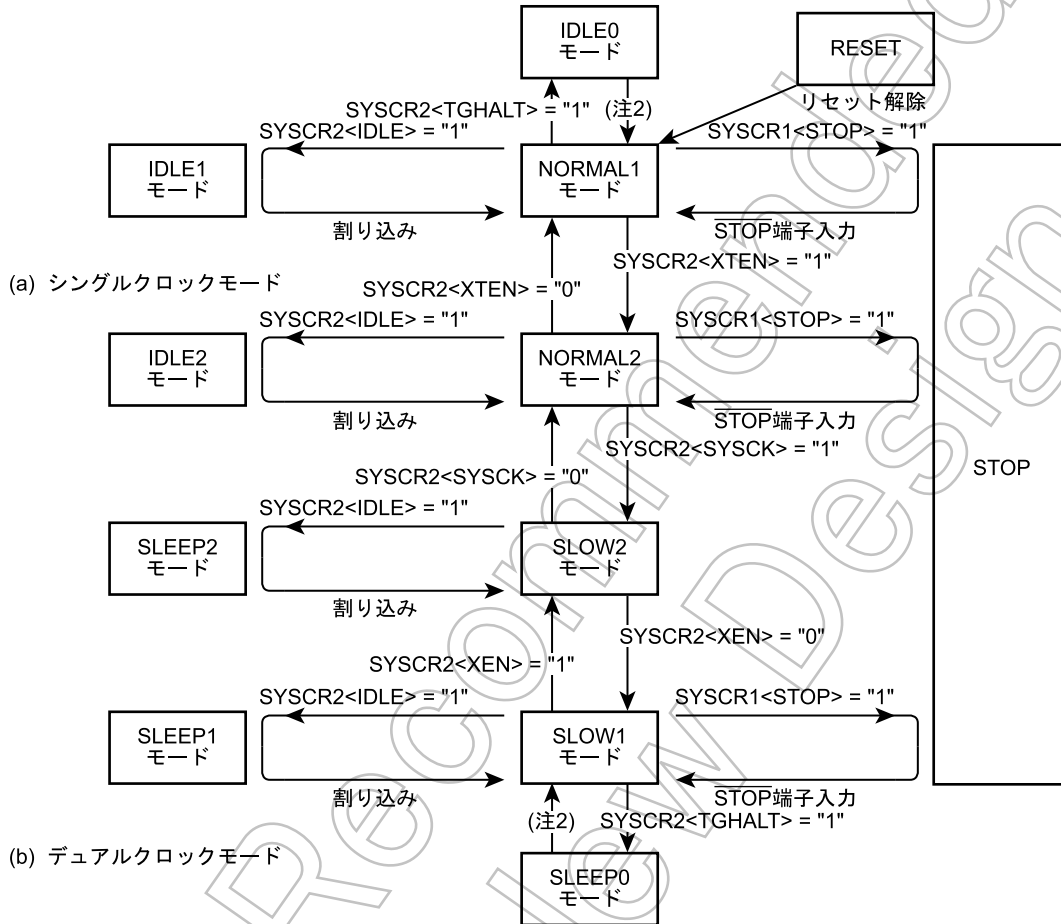 IDLE0
モード
RESET
リセット解除
SYSCR2<TGHALT> = "1"
(注2)
SYSCR2<IDLE> = "1"
SYSCR1<STOP> = "1"
IDLE1
モード
NORMAL1
モード
割り込み
STOP端子入力
SYSCR2<XTEN> = "1"
(a) シングルクロックモード
SYSCR2<XTEN> = "0"
SYSCR2<IDLE> = "1"
SYSCR1<STOP> = "1"
IDLE2
モード
NORMAL2
モード
割り込み
STOP端子入力
SYSCR2<SYSCK> = "1"
STOP
SYSCR2<SYSCK> = "0"
SYSCR2<IDLE> = "1"
SLEEP2
モード
SLOW2
モード
割り込み
SYSCR2<XEN> = "0"
SYSCR2<XEN> = "1"
SYSCR2<IDLE> = "1"
SYSCR1<STOP> = "1"
SLEEP1
モード
SLOW1
モード
割り込み
STOP端子入力
(注2)
SYSCR2<TGHALT> = "1"
(b) デュアルクロックモード
SLEEP0
モード
Recommended
Design